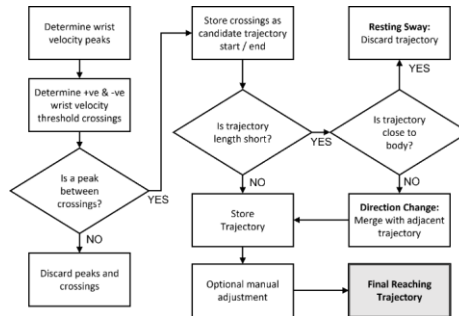 Determine wrist
velocity peaks
Determine +ve & -ve
wrist velocity
threshold crossings
Is a peak
between
crossings?
YES
NO
Discard peaks and
crossings
Store crossings as
candidate trajectory
start / end
Is trajectory
length short?
YES
NO
Store
Trajectory
Optional manual
adjustment
Resting Sway:
Discard trajectory
YES
Is trajectory
close to
body?
NO
Direction Change:
Merge with adjacent
trajectory
Final Reaching
Trajectory